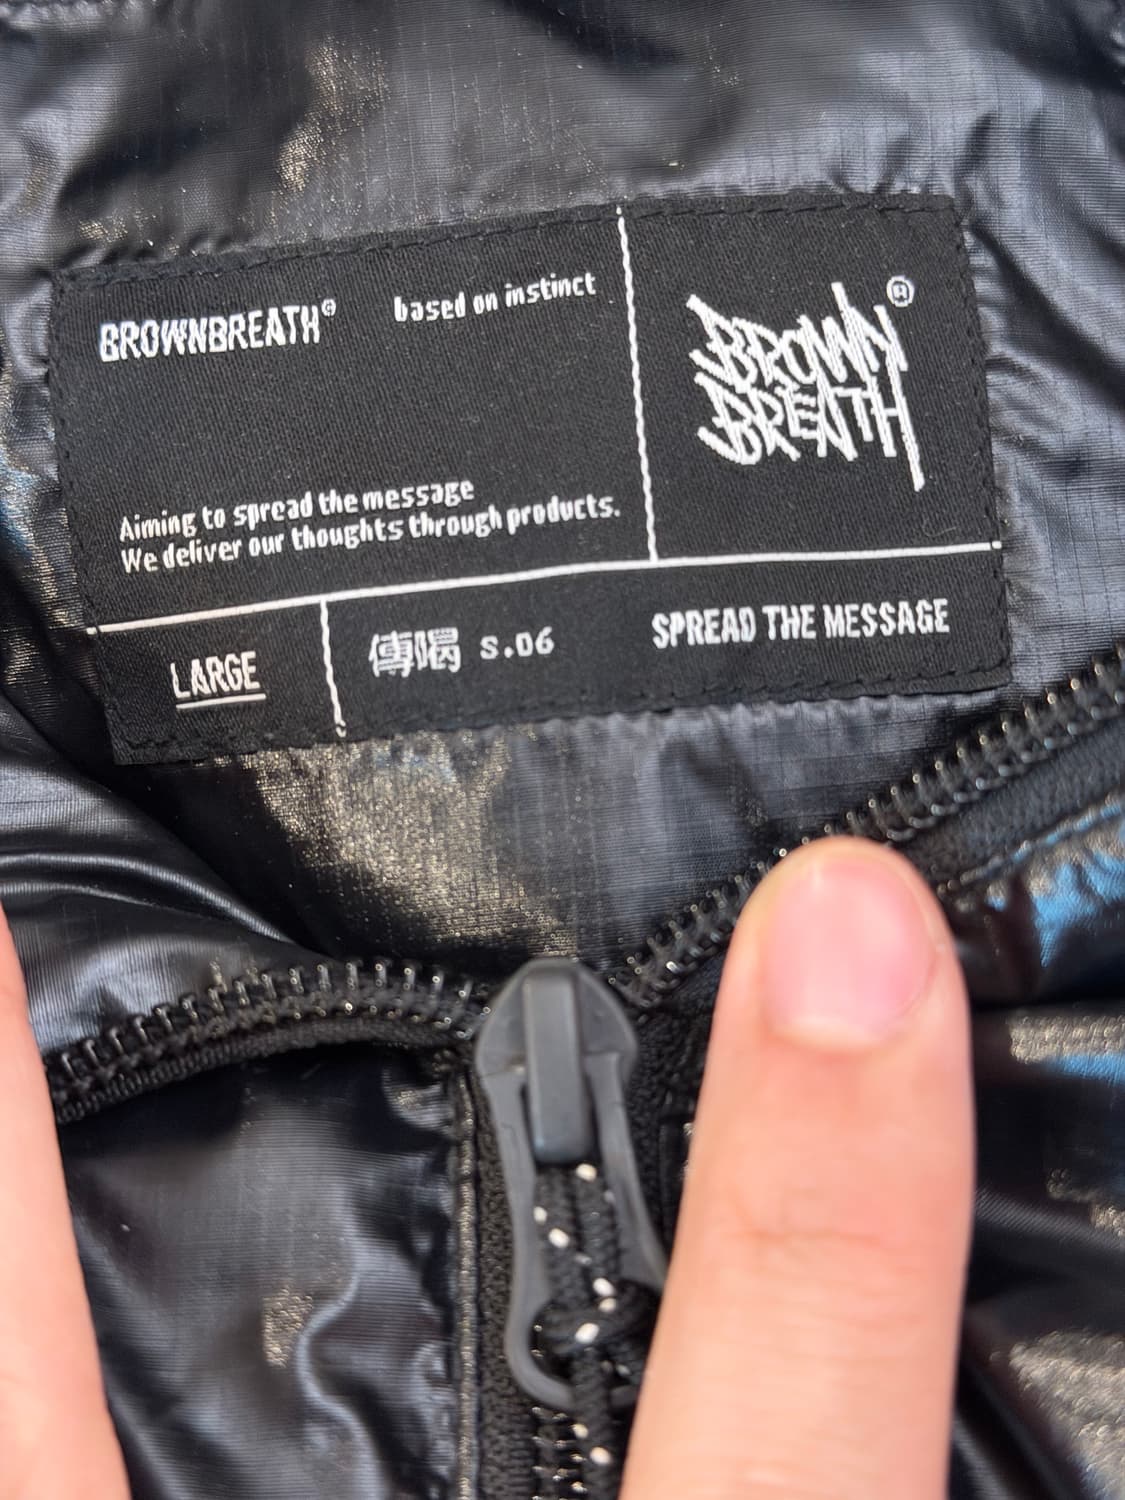 BROWNBREATH®
based on instinct
BROWN
BREATH®
Aiming to spread the message
We deliver our thoughts through products.
LARGE
傳喝 S.06
SPREAD THE MESSAGE